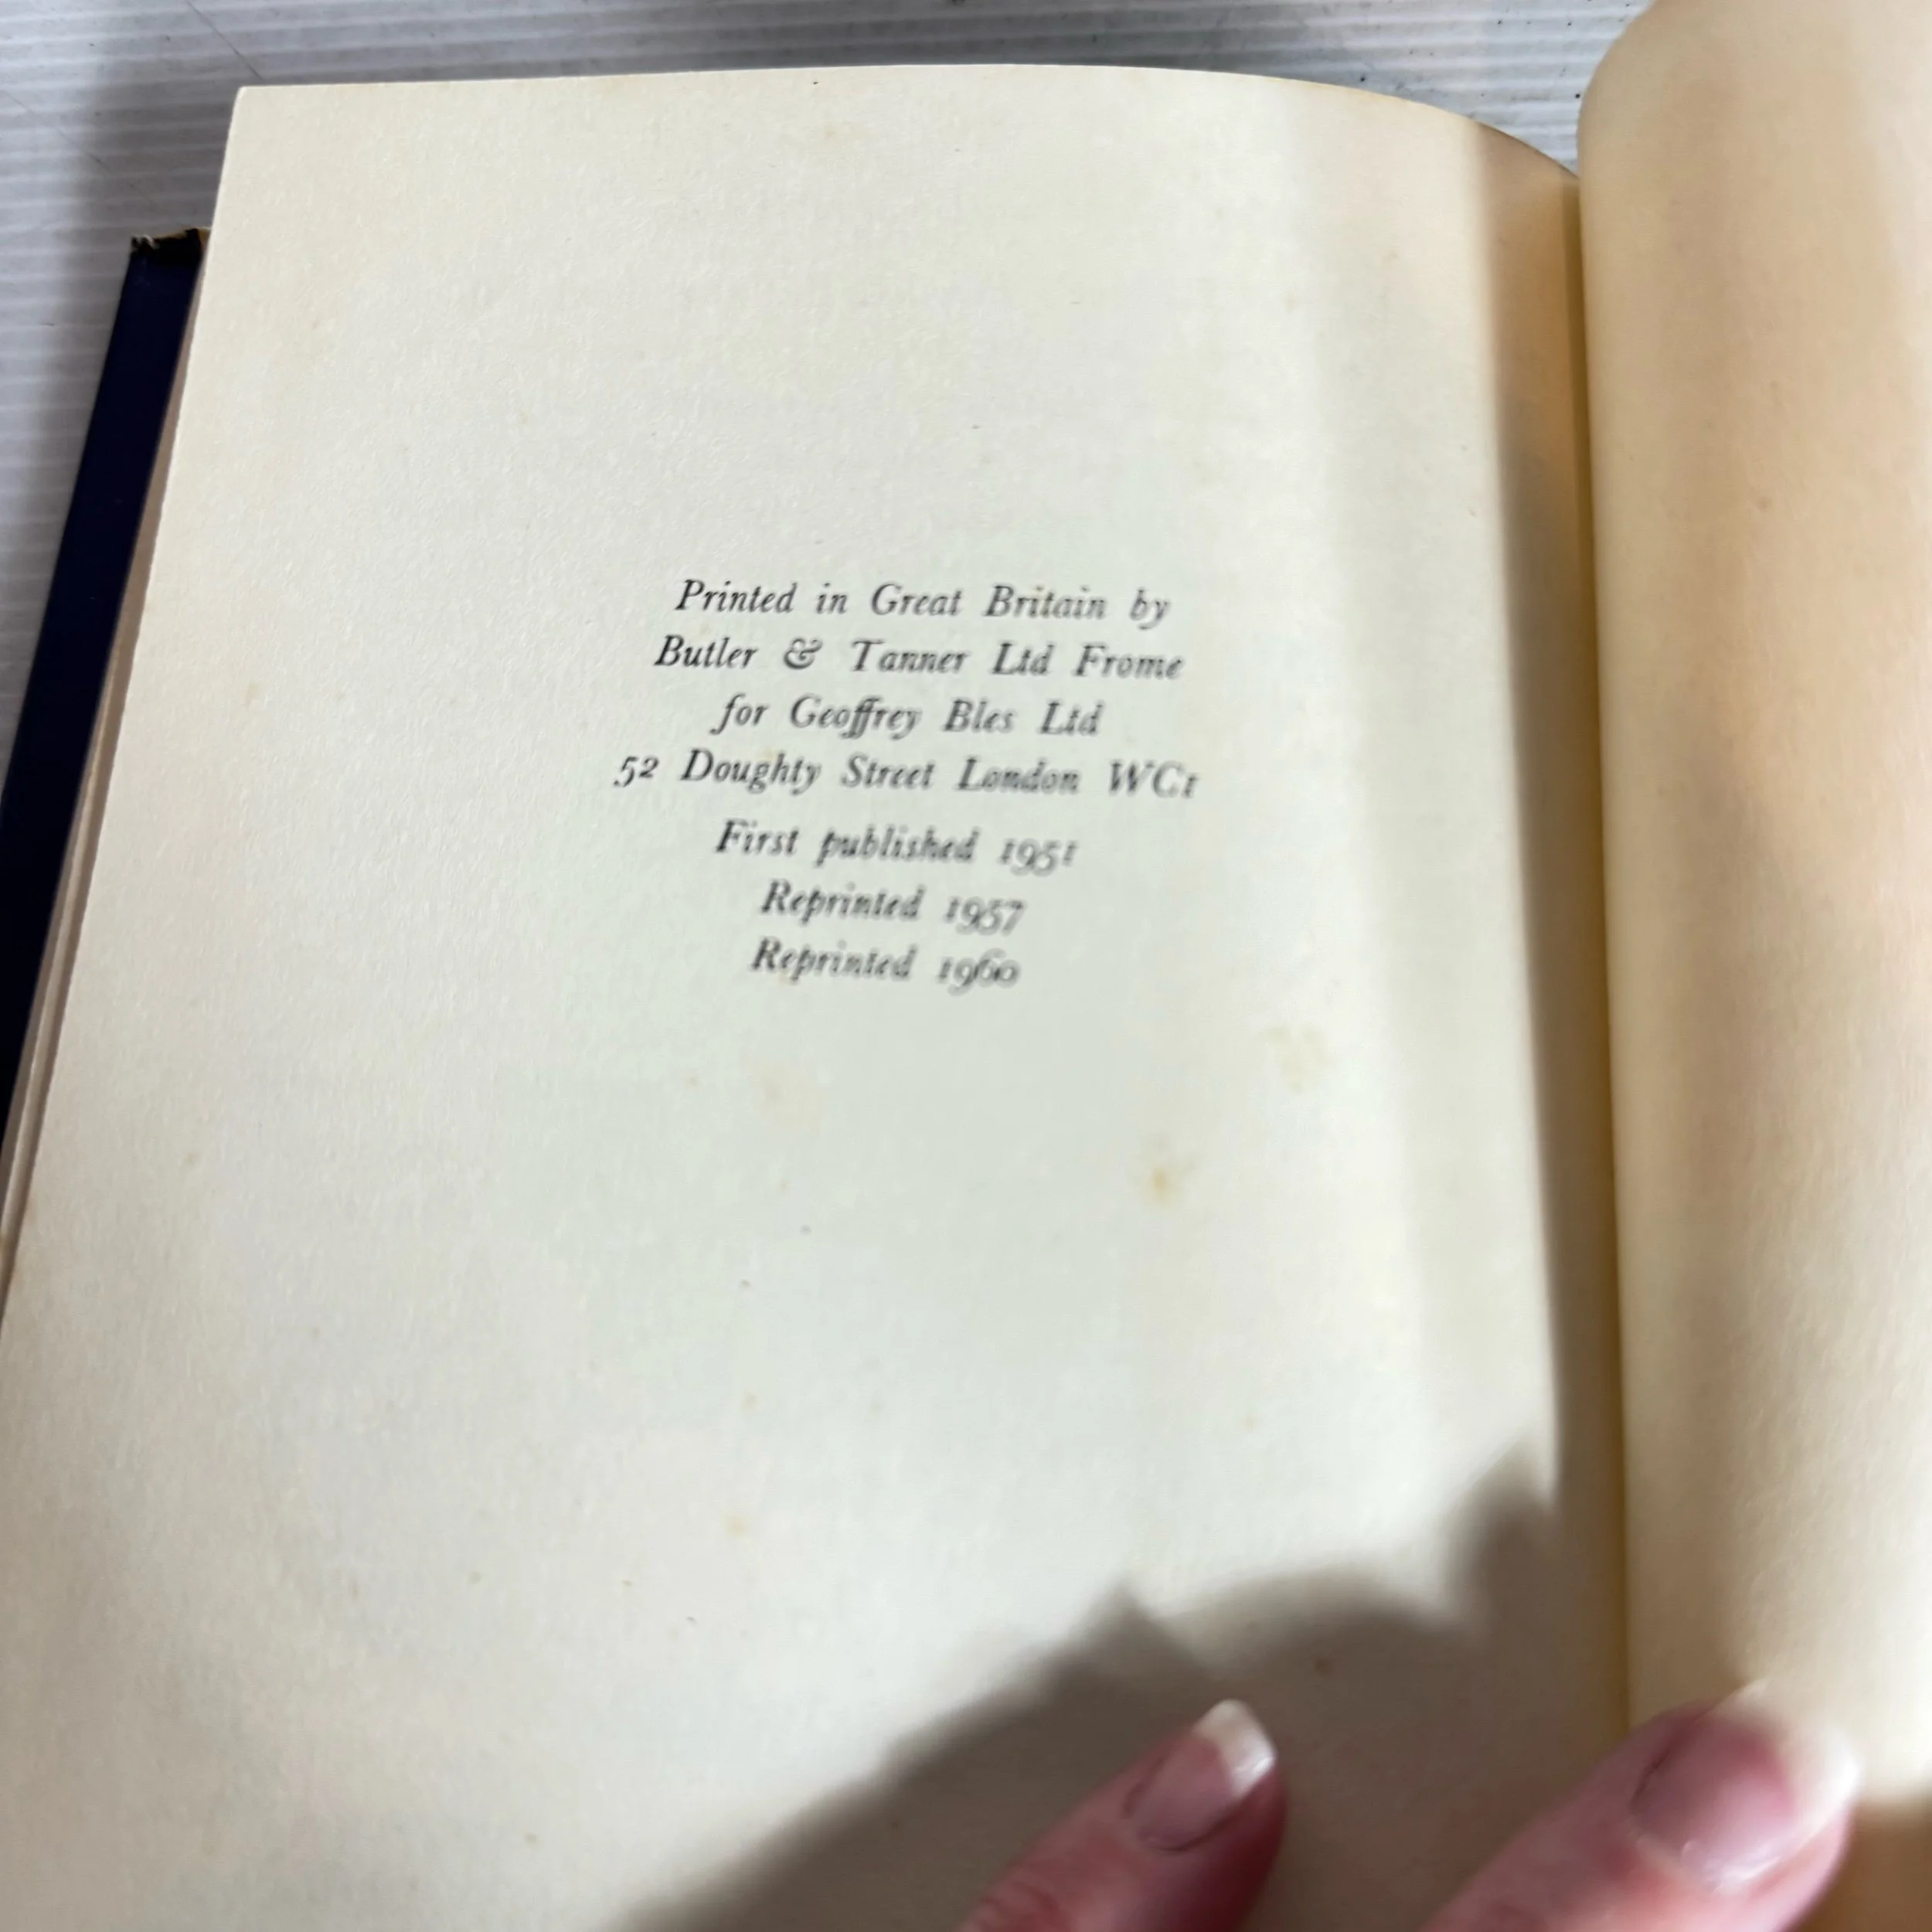 Printed in Great Britain by
Butler & Tanner Ltd Frome
for Geoffrey Bles Ltd
52 Doughty Street London WC1
First published 1951
Reprinted 1957
Reprinted 1960